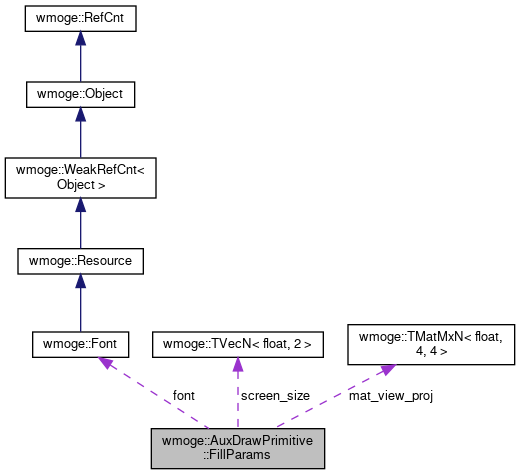 wmoge::RefCnt
wmoge::Object
wmoge::WeakRefCnt<
Object >
wmoge::Resource
wmoge::Font
wmoge::TVecN< float, 2 >
wmoge::TMatMxN< float,
4, 4 >
font
screen_size
mat_view_proj
wmoge::AuxDrawPrimitive
::FillParams